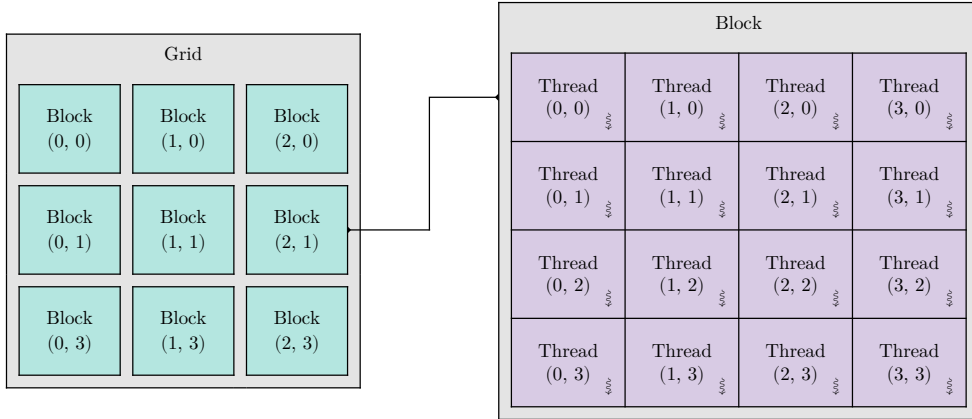 Grid
Block
(0, 0)
Block
(1, 0)
Block
(2, 0)
Block
(0, 1)
Block
(1, 1)
Block
(2, 1)
Block
(0, 3)
Block
(1, 3)
Block
(2, 3)
Block
Thread
(0, 0)
Thread
(1, 0)
Thread
(2, 0)
Thread
(3, 0)
Thread
(0, 1)
Thread
(1, 1)
Thread
(2, 1)
Thread
(3, 1)
Thread
(0, 2)
Thread
(1, 2)
Thread
(2, 2)
Thread
(3, 2)
Thread
(0, 3)
Thread
(1, 3)
Thread
(2, 3)
Thread
(3, 3)